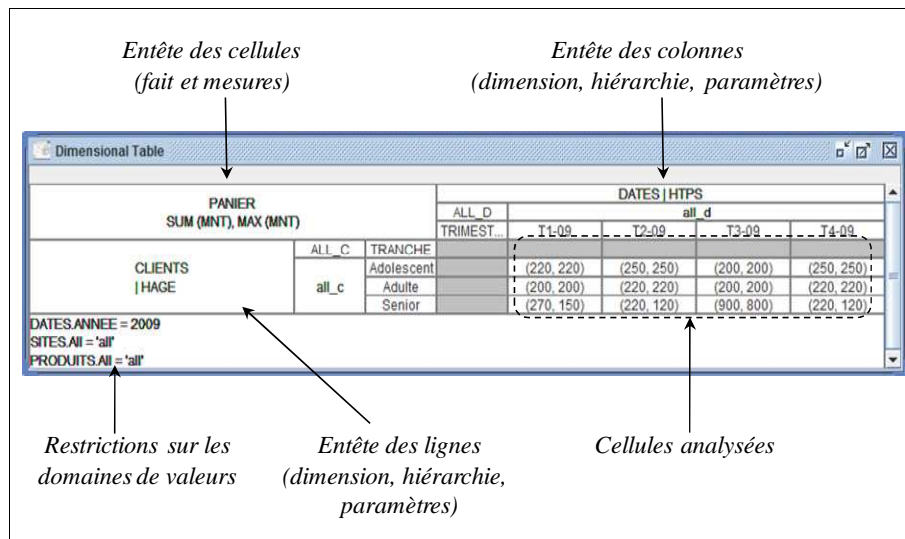 Entête des cellules
(fait et mesures)
Entête des colonnes
(dimension, hiérarchie, paramètres)
Dimensional Table
PANIER
SUM (MNT), MAX (MNT)
DATES | HTPS
ALL_D all_d
TRIMEST... T1-09 T2-09 T3-09 T4-09
CLIENTS
| HAGE
ALL_C TRANCHE
all_c
Adolescent (220, 220) (250, 250) (200, 200) (250, 250)
Adulte (200, 200) (220, 220) (200, 200) (220, 220)
Senior (270, 150) (220, 120) (900, 800) (220, 120)
DATES.ANNEE = 2009
SITES.All = 'all'
PRODUITS.All = 'all'
Restrictions sur les
domaines de valeurs
Entête des lignes
(dimension, hiérarchie,
paramètres)
Cellules analysées